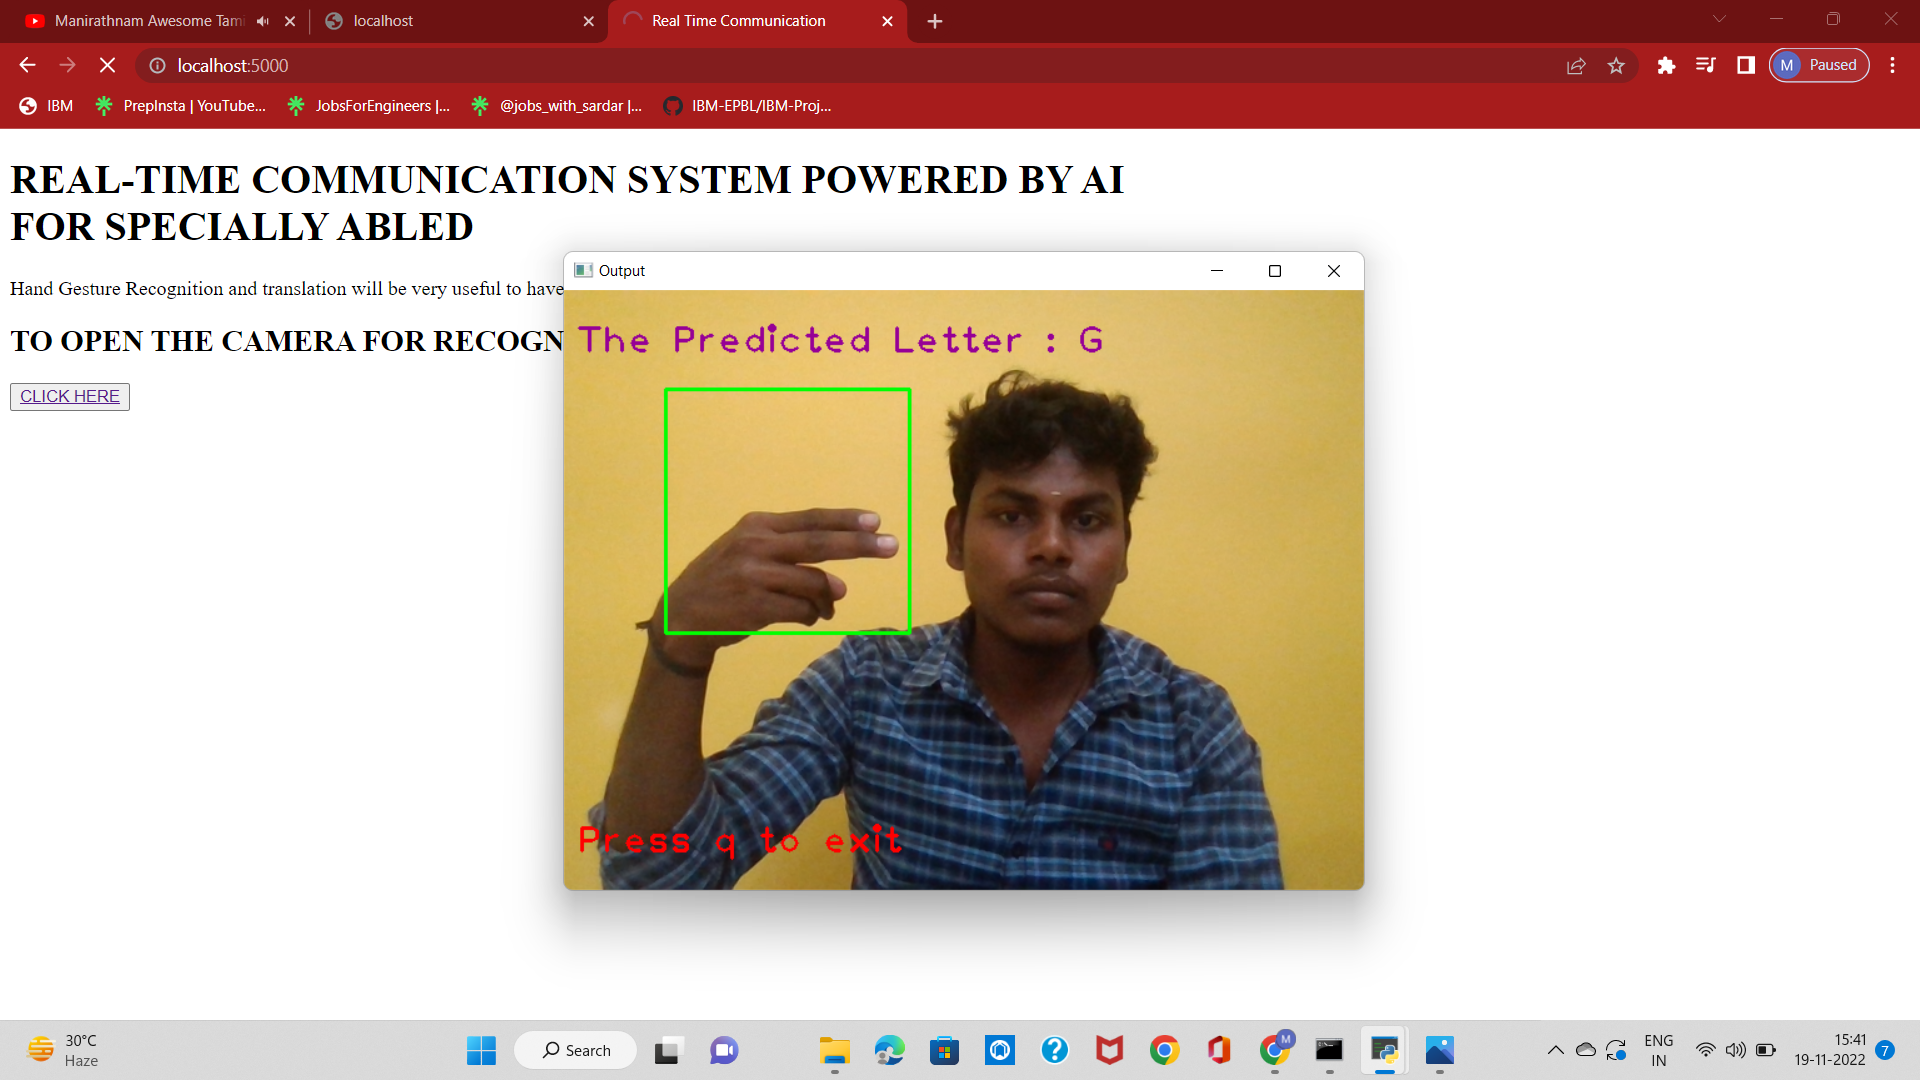 Manirathnam Awesome Tami
localhost
Real Time Communication
localhost:5000
M
Paused
IBM
PrepInsta | YouTube...
JobsForEngineers |...
@jobs_with_sardar |...
IBM-EPBL/IBM-Proj...
REAL-TIME COMMUNICATION SYSTEM POWERED BY AI
FOR SPECIALLY ABLED
Hand Gesture Recognition and translation will be very useful to have
TO OPEN THE CAMERA FOR RECOGN
CLICK HERE
Output
The Predicted Letter : G
Press q to exit
30°C
Haze
Search
M
ENG
IN
15:41
19-11-2022
7